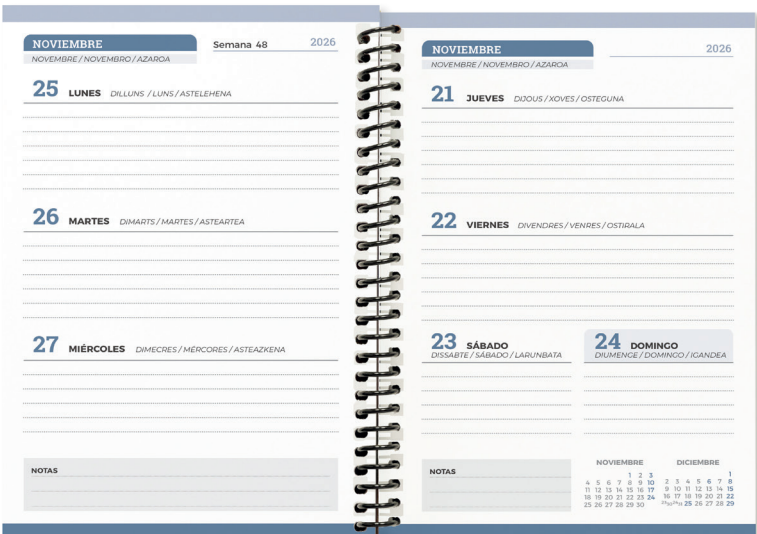 NOVIEMBRE
Semana 48
2026
NOVIEMBRE / NOVEMBRO / AZAROA
25 LUNES DILLUNS / LUNS / ASTELEHENA
26 MARTES DIMARTS / MARTES / ASTEARTEA
27 MIÉRCOLES DIMECRES / MÉRCORES / ASTEAZKENA
NOTAS
NOVIEMBRE
2026
NOVEMBRE / NOVEMBRO / AZAROA
21 JUEVES DIJOUS / XOVES / OSTEGUNA
22 VIERNES DIVENDRES / VENRES / OSTIRALA
23 SÁBADO
DISSABTE / SÁBADO / LARUNBATA
24 DOMINGO
DIUMENGE / DOMINGO / IGANDEA
NOTAS
NOVIEMBRE
1 2 3
4 5 6 7 8 9 10
11 12 13 14 15 16 17
18 19 20 21 22 23 24
25 26 27 28 29 30
DICIEMBRE
1
2 3 4 5 6 7 8
9 10 11 12 13 14 15
16 17 18 19 20 21 22
23/30 24/31 25 26 27 28 29